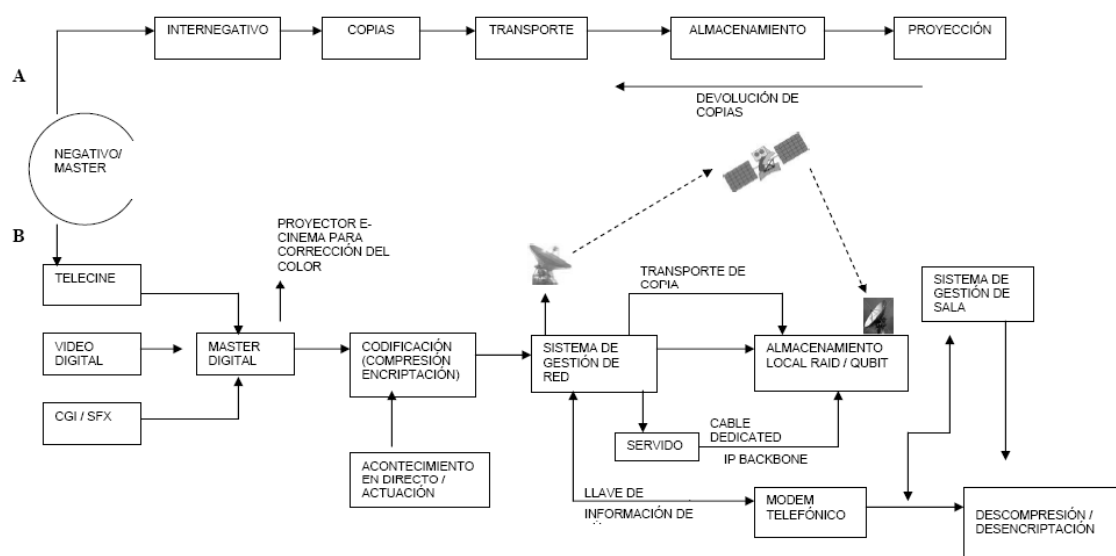 INTERNEGATIVO
COPIAS
TRANSPORTE
ALMACENAMIENTO
PROYECCIÓN
A
DEVOLUCIÓN DE
COPIAS
NEGATIVO/
MASTER
B
PROYECTOR E-
CINEMA PARA
CORRECCIÓN DEL
COLOR
TELECINE
TRANSPORTE DE
COPIA
SISTEMA DE
GESTIÓN DE
SALA
VIDEO
DIGITAL
MASTER
DIGITAL
CODIFICACIÓN
(COMPRESIÓN
ENCRIPTACIÓN)
SISTEMA DE
GESTIÓN DE
RED
ALMACENAMIENTO
LOCAL RAID / QUBIT
CGI / SFX
SERVIDO
CABLE
DEDICATED
IP BACKBONE
ACONTECIMIENTO
EN DIRECTO /
ACTUACIÓN
LLAVE DE
INFORMACIÓN DE
MODEM
TELEFÓNICO
DESCOMPRESIÓN /
DESENCRIPTACIÓN